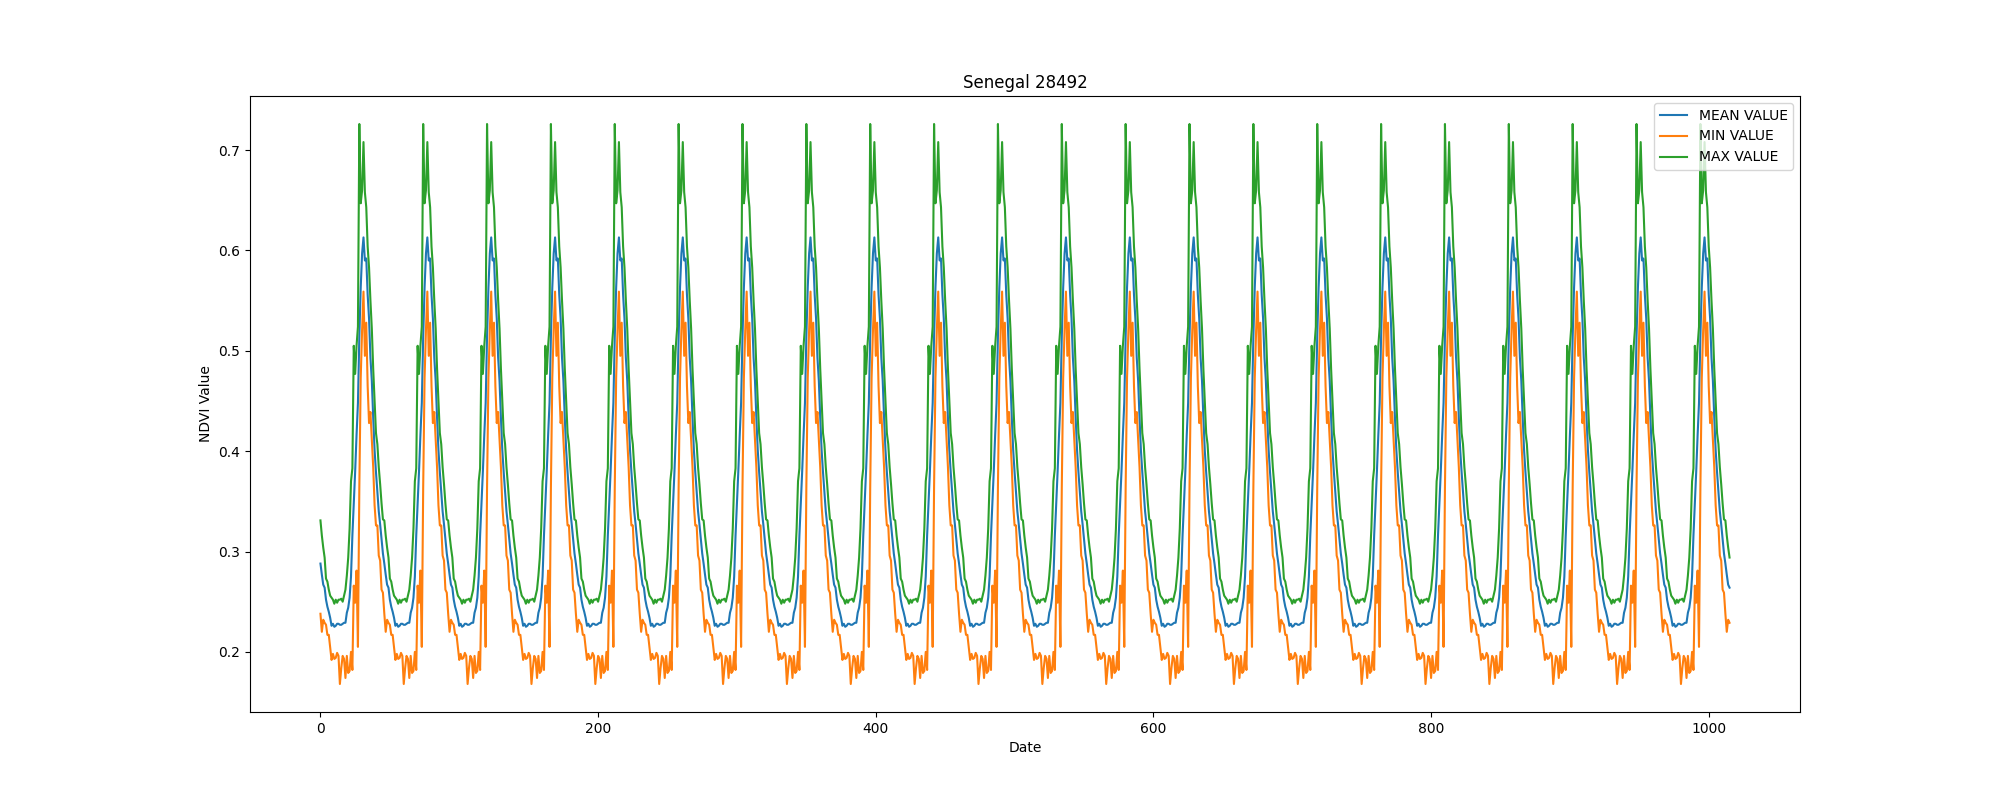 Senegal 28492
MEAN VALUE
MIN VALUE
MAX VALUE
0.7
0.6
0.5
0.4
0.3
0.2
NDVI Value
0 200 400 600 800 1000
Date